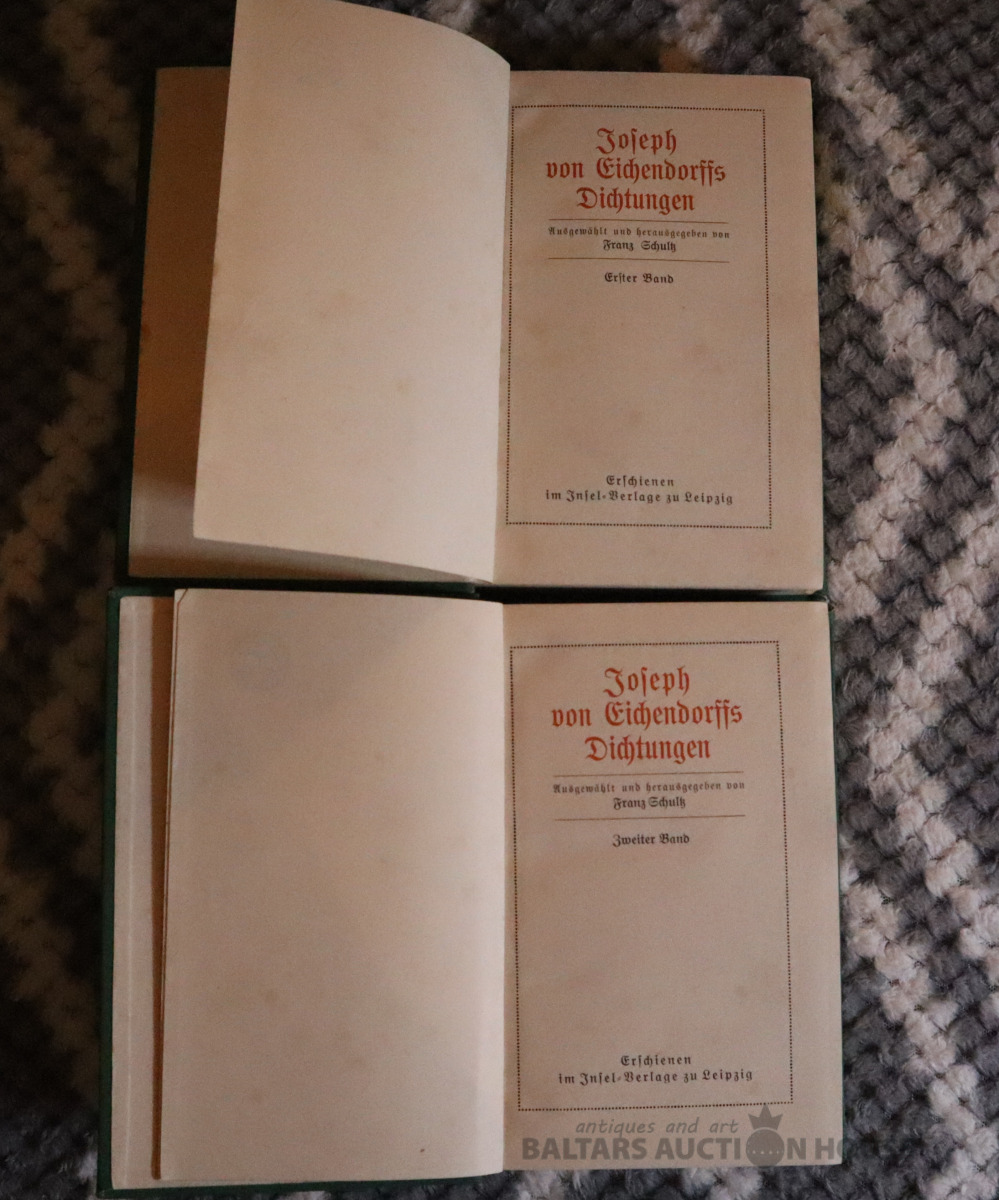 Joseph
von Eichendorffs
Dichtungen
Ausgewählt und herausgegeben von
Franz Schultz
Erster Band
Erschienen
im Insel-Verlage zu Leipzig
Joseph
von Eichendorffs
Dichtungen
Ausgewählt und herausgegeben von
Franz Schultz
Zweiter Band
Erschienen
im Insel-Verlage zu Leipzig
antiques and art
BALTARS AUCTION HOUSE